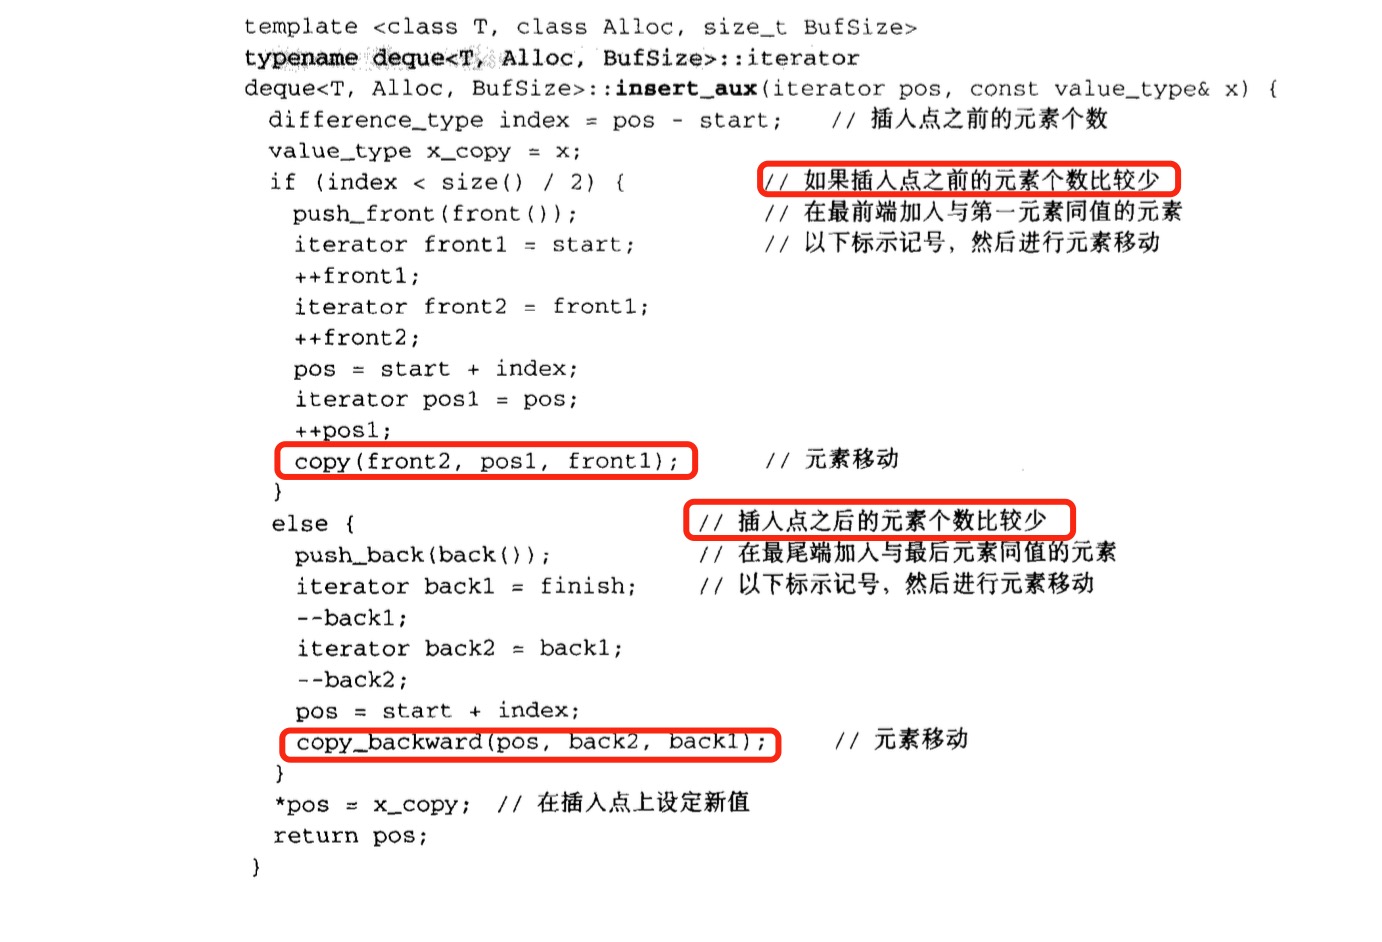 template <class T, class Alloc, size_t BufSize>
typename deque<T, Alloc, BufSize>::iterator
deque<T, Alloc, BufSize>::insert_aux(iterator pos, const value_type& x) {
difference_type index = pos - start; // 插入点之前的元素个数
value_type x_copy = x;
if (index < size() / 2) { // 如果插入点之前的元素个数比较少
push_front(front()); // 在最前端加入与第一元素同值的元素
iterator front1 = start; // 以下标示记号，然后进行元素移动
++front1;
iterator front2 = front1;
++front2;
pos = start + index;
iterator pos1 = pos;
++pos1;
copy(front2, pos1, front1); // 元素移动
}
else { // 插入点之后的元素个数比较少
push_back(back()); // 在最尾端加入与最后元素同值的元素
iterator back1 = finish; // 以下标示记号，然后进行元素移动
--back1;
iterator back2 = back1;
--back2;
pos = start + index;
copy_backward(pos, back2, back1); // 元素移动
}
*pos = x_copy; // 在插入点上设定新值
return pos;
}